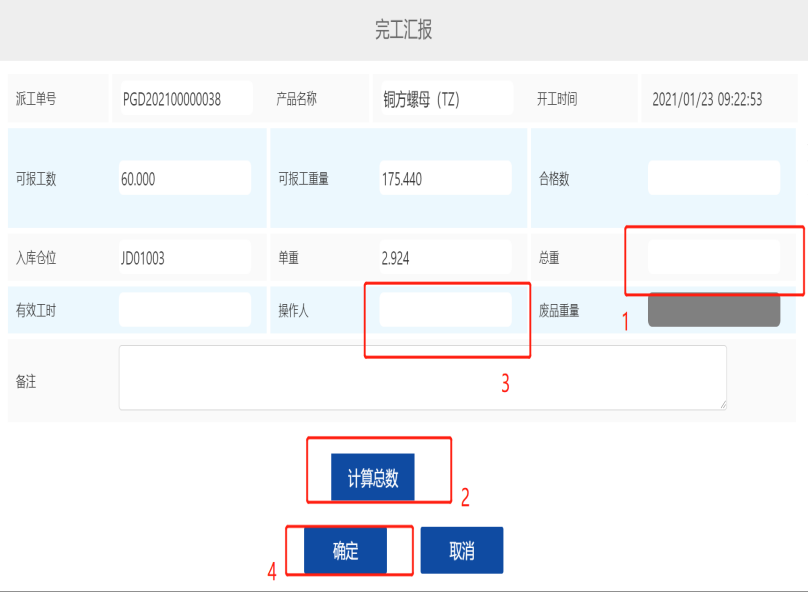 完工汇报
派工单号 PGD202100000038 产品名称 铜方螺母（TZ） 开工时间 2021/01/23 09:22:53
可报工数 60.000 可报工重量 175.440 合格数
入库仓位 JD01003 单重 2.924 总重
有效工时 操作人 废品重量 1
备注 3
计算总数 2
确定 取消
4